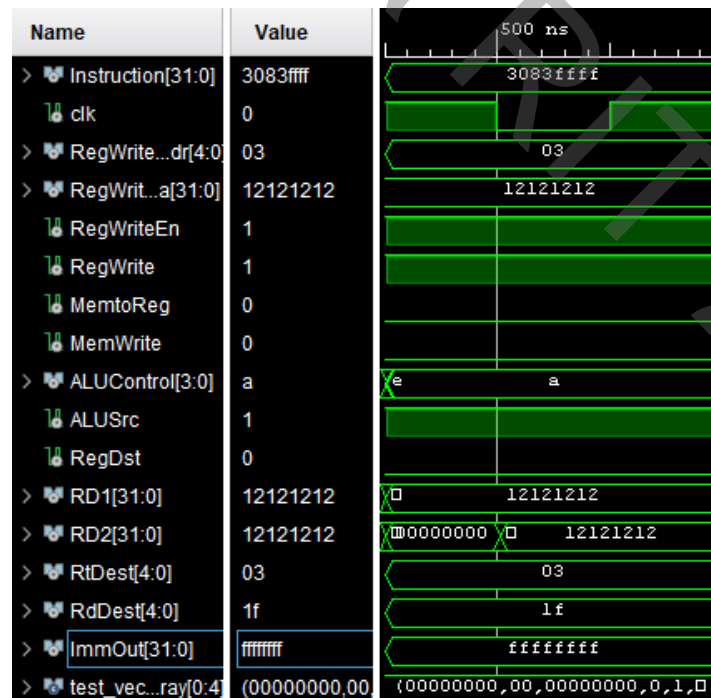 Name Value 500 ns
Instruction[31:0] 3083ffff 3083ffff
clk 0
RegWrite...dr[4:0] 03 03
RegWrit...a[31:0] 12121212 12121212
RegWriteEn 1
RegWrite 1
MemtoReg 0
MemWrite 0
ALUControl[3:0] a e a
ALUSrc 1
RegDst 0
RD1[31:0] 12121212 12121212
RD2[31:0] 12121212 00000000 12121212
RtDest[4:0] 03 03
RdDest[4:0] 1f 1f
ImmOut[31:0] ffffffff ffffffff
test_vec...ray[0:4] (00000000,00, (00000000,00,00000000,0,1,